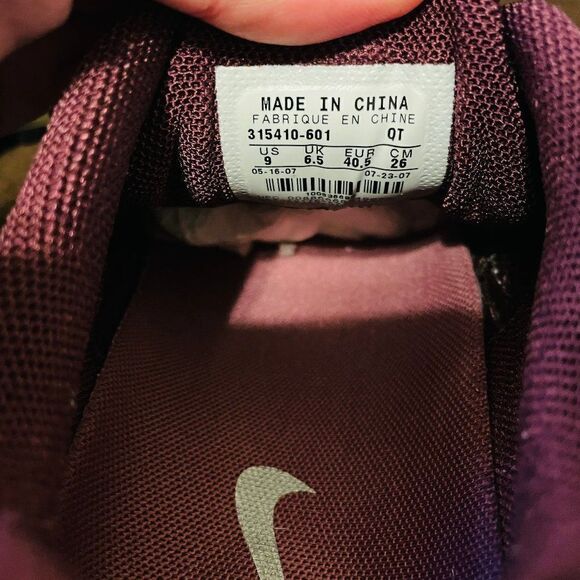 MADE IN CHINA
FABRIQUE EN CHINE
315410-601 QT
US UK EUR CM
9 6.5 40.5 26
05-16-07 07-23-07